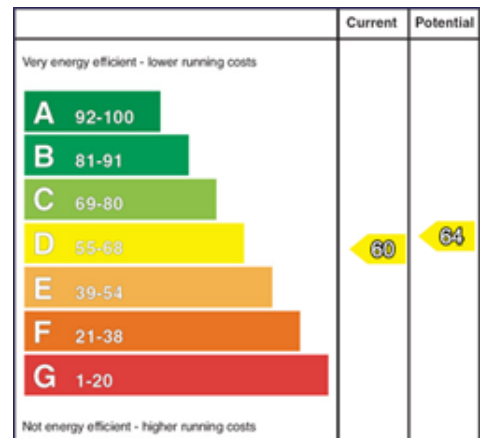 Current Potential
Very energy efficient - lower running costs
A 92-100
B 81-91
C 69-80
D 55-68
60
64
E 39-54
F 21-38
G 1-20
Not energy efficient - higher running costs